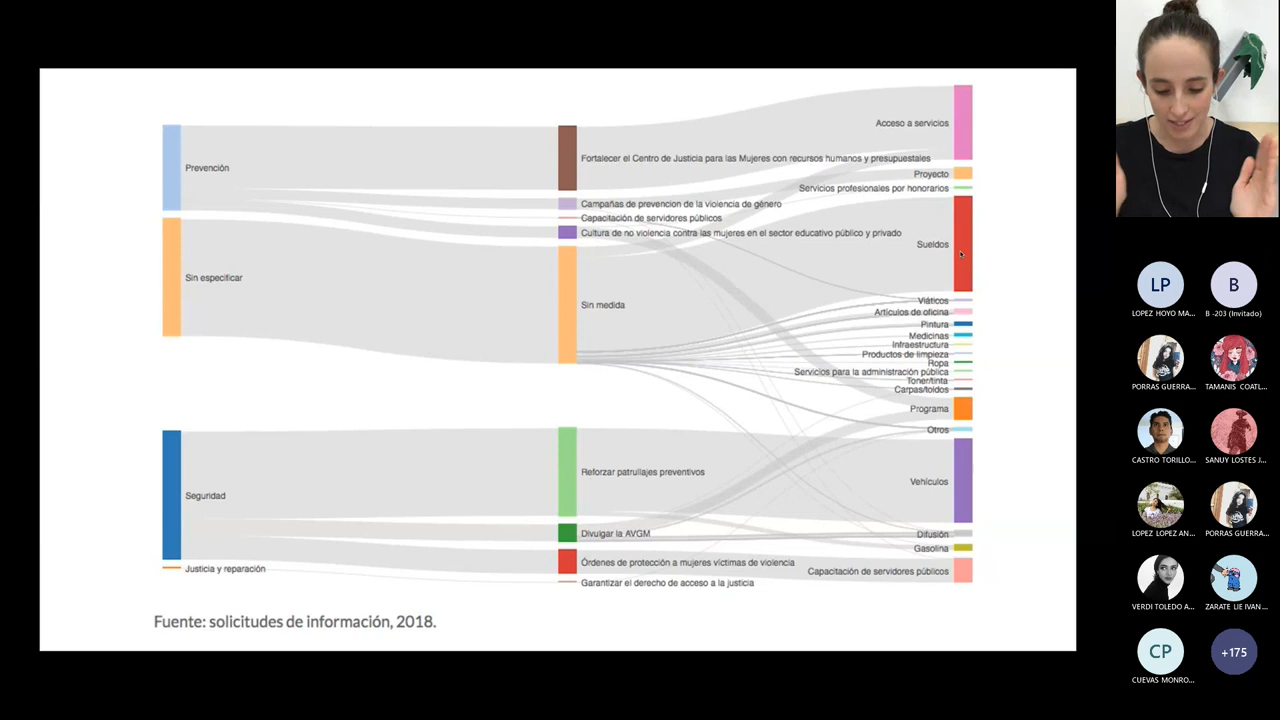 Prevención
Sin especificar
Seguridad
Justicia y reparación
Fortalecer el Centro de Justicia para las Mujeres con recursos humanos y presupuestales
Campañas de prevencion de la violencia de género
Capacitación de servidores públicos
Cultura de no violencia contra las mujeres en el sector educativo público y privado
Sin medida
Reforzar patrullajes preventivos
Divulgar la AVGM
Órdenes de protección a mujeres víctimas de violencia
Garantizar el derecho de acceso a la justicia
Acceso a servicios
Proyecto
Servicios profesionales por honorarios
Sueldos
Viáticos
Artículos de oficina
Pintura
Medicinas
Infraestructura
Productos de limpieza
Ropa
Servicios para la administración pública
Toner/tinta
Carpas/toldos
Programa
Otros
Vehículos
Difusión
Gasolina
Capacitación de servidores públicos
Fuente: solicitudes de información, 2018.
LP
LOPEZ HOYO MA...
B
B -203 (Invitado)
PORRAS GUERRA...
TAMANIS COATL...
CASTRO TORILLO...
SANUY LOSTES J...
LOPEZ LOPEZ AN...
PORRAS GUERRA...
VERDI TOLEDO A...
ZARATE LIE IVAN...
CP
CUEVAS MONRO...
+175